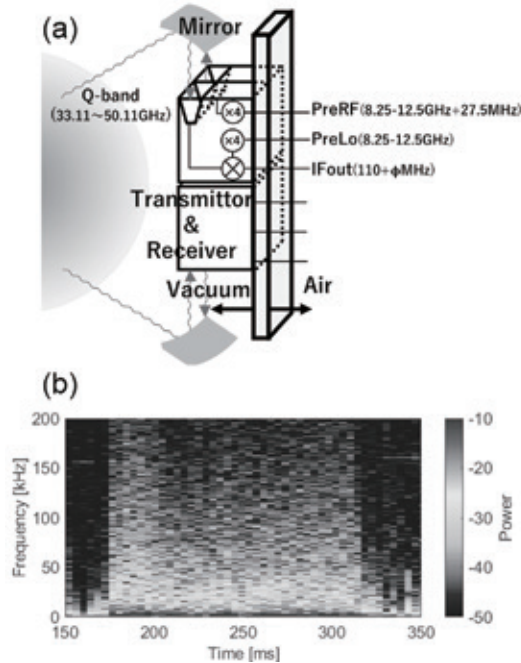 (a)
Mirror
Q-band
(33.11~50.11GHz)
×4
PreRF(8.25-12.5GHz+27.5MHz)
×4
PreLo(8.25-12.5GHz)
IFout(110+ϕMHz)
Transmittor
&
Receiver
Vacuum
Air
(b)
200
150
100
50
0
Frequency [kHz]
150
200
250
300
350
Time [ms]
-10
-20
-30
-40
-50
Power